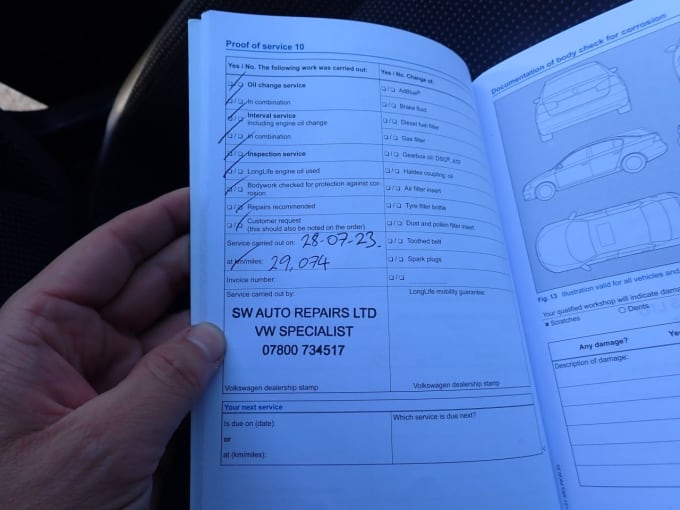 Proof of service 10
Yes / No. The following work was carried out:
❑/❑ Oil change service
❑/❑ In combination
❑/❑ Interval service
including engine oil change
❑/❑ In combination
❑/❑ Inspection service
❑/❑ LongLife engine oil used
❑/❑ Bodywork checked for protection against cor-
rosion
❑/❑ Repairs recommended
❑/❑ Customer request
(this should also be noted on the order)
Service carried out on: 28-07-23.
at km/miles: 29,074
Invoice number:
Service carried out by:
SW AUTO REPAIRS LTD
VW SPECIALIST
07800 734517
Volkswagen dealership stamp
Yes / No. Change of:
❑/❑ AdBlue®
❑/❑ Brake fluid
❑/❑ Diesel fuel filter
❑/❑ Gas filter
❑/❑ Gearbox oil: DSG®,
❑/❑ Haldex coupling: oil
❑/❑ Air filter insert
❑/❑ Tyre filler bottle
❑/❑ Dust and pollen filter insert
❑/❑ Toothed belt
❑/❑ Spark plugs
❑/❑
LongLife mobility guarantee:
Volkswagen dealership stamp
Your next service
Is due on (date):
or
at (km/miles):
Which service is due next?
Documentation of body check for corrosion
Fig. 13 Illustration valid for all vehicles and
Your qualified workshop will indicate
x Scratches
O Dents
Any damage?
Description of damage: